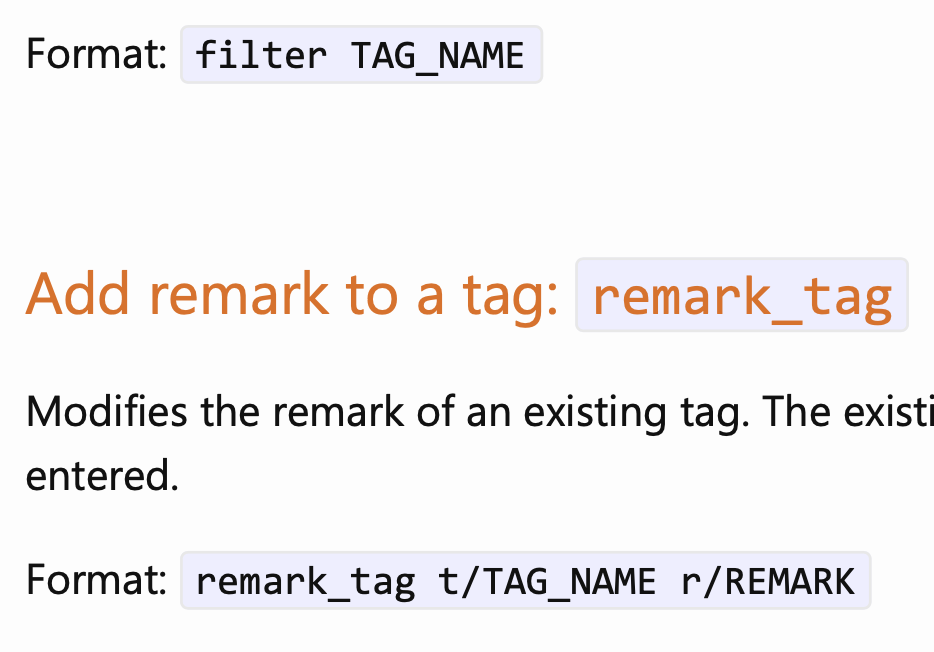 Format: filter TAG_NAME
Add remark to a tag: remark_tag
Modifies the remark of an existing tag. The existi
entered.
Format: remark_tag t/TAG_NAME r/REMARK